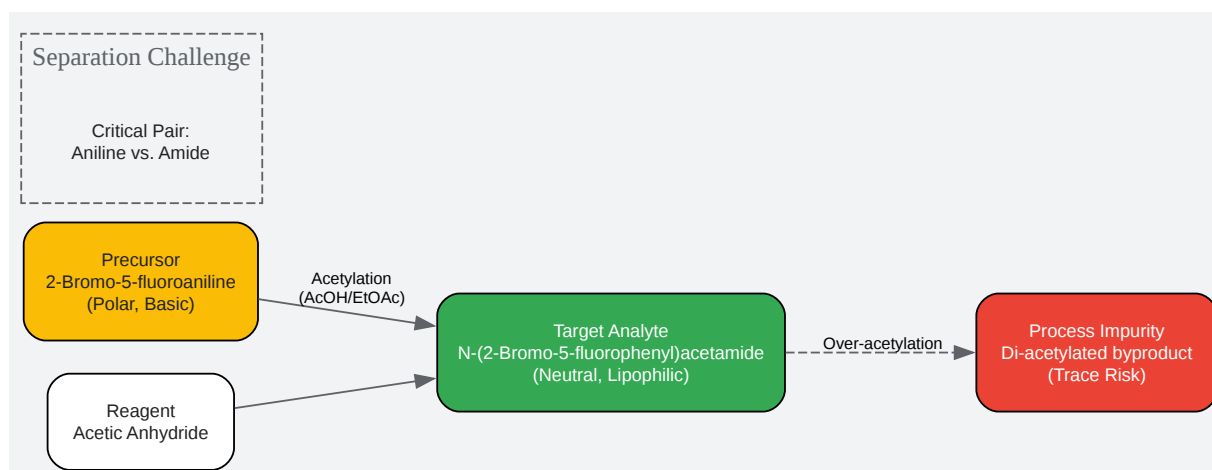 Separation Challenge
Critical Pair:
Aniline vs. Amide
Precursor
2-Bromo-5-fluoroaniline
(Polar, Basic)
Acetylation
(AcOH/EtOAc)
Reagent
Acetic Anhydride
Target Analyte
N-(2-Bromo-5-fluorophenyl)acetamide
(Neutral, Lipophilic)
Over-acetylation
Process Impurity
Di-acetylated byproduct
(Trace Risk)